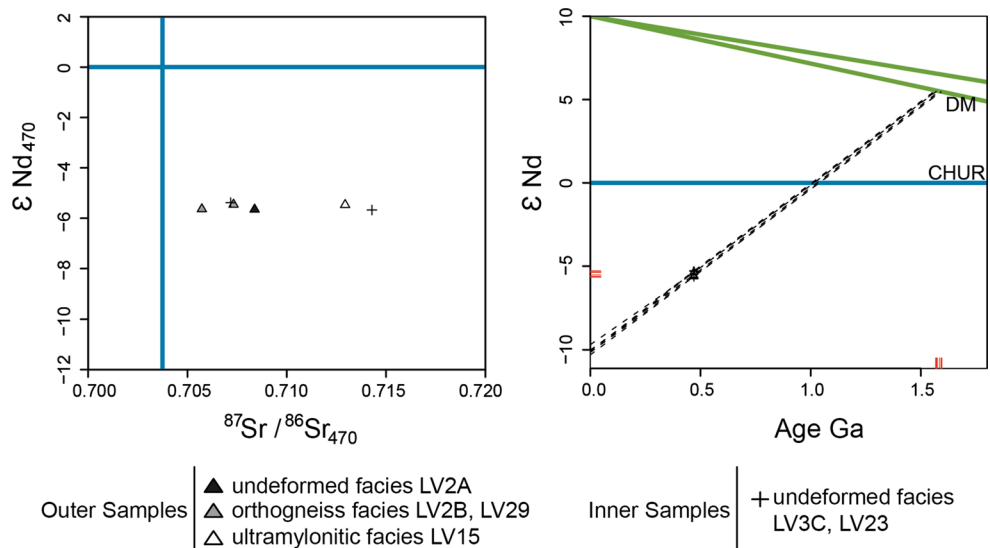 2
0
−2
−4
−6
−8
−10
−12
ε Nd470
0.700
0.705
0.710
0.715
0.720
87Sr / 86Sr470
10
5
0
−5
−10
ε Nd
DM
CHUR
0.0
0.5
1.0
1.5
Age Ga
Outer Samples
undeformed facies LV2A
orthogneiss facies LV2B, LV29
ultramylonitic facies LV15
Inner Samples
undeformed facies
LV3C, LV23